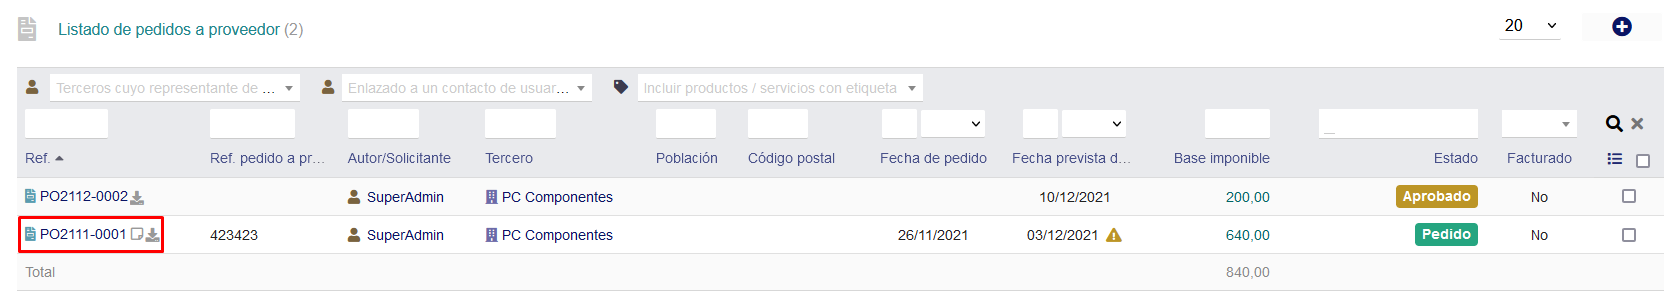 Listado de pedidos a proveedor (2) 20
Terceros cuyo representante de ... Enlazado a un contacto de usuar... Incluir productos / servicios con etiqueta
Ref. Ref. pedido a pr... Autor/Solicitante Tercero Población Código postal Fecha de pedido Fecha prevista d... Base imponible Estado Facturado
PO2112-0002 SuperAdmin PC Componentes 10/12/2021 200,00 Aprobado No
PO2111-0001 423423 SuperAdmin PC Componentes 26/11/2021 03/12/2021 640,00 Pedido No
Total 840,00